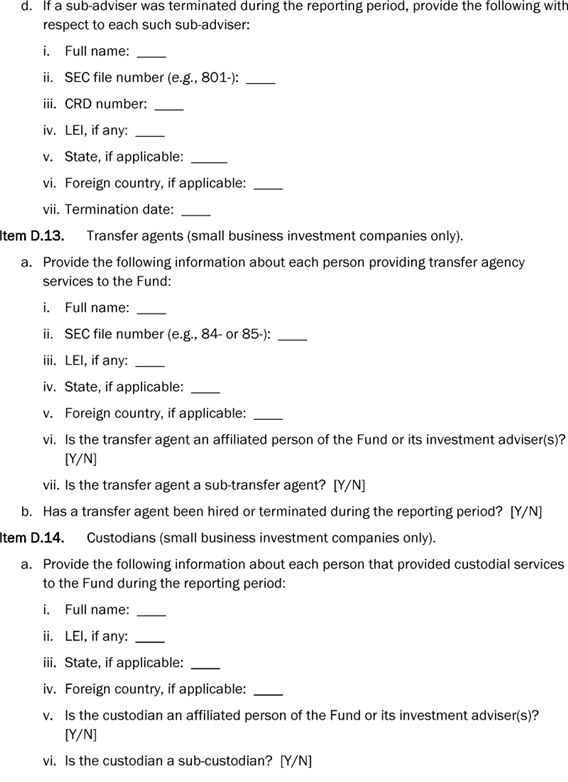 d. If a sub-adviser was terminated during the reporting period, provide the following with
respect to each such sub-adviser:
i. Full name: ____
ii. SEC file number (e.g., 801-): ____
iii. CRD number: ____
iv. LEI, if any: ____
v. State, if applicable: _____
vi. Foreign country, if applicable: ____
vii. Termination date: ____
Item D.13. Transfer agents (small business investment companies only).
a. Provide the following information about each person providing transfer agency
services to the Fund:
i. Full name: ____
ii. SEC file number (e.g., 84- or 85-): ____
iii. LEI, if any: ____
iv. State, if applicable: ____
v. Foreign country, if applicable: ____
vi. Is the transfer agent an affiliated person of the Fund or its investment adviser(s)?
[Y/N]
vii. Is the transfer agent a sub-transfer agent? [Y/N]
b. Has a transfer agent been hired or terminated during the reporting period? [Y/N]
Item D.14. Custodians (small business investment companies only).
a. Provide the following information about each person that provided custodial services
to the Fund during the reporting period:
i. Full name: ____
ii. LEI, if any: ____
iii. State, if applicable: ____
iv. Foreign country, if applicable: ____
v. Is the custodian an affiliated person of the Fund or its investment adviser(s)?
[Y/N]
vi. Is the custodian a sub-custodian? [Y/N]